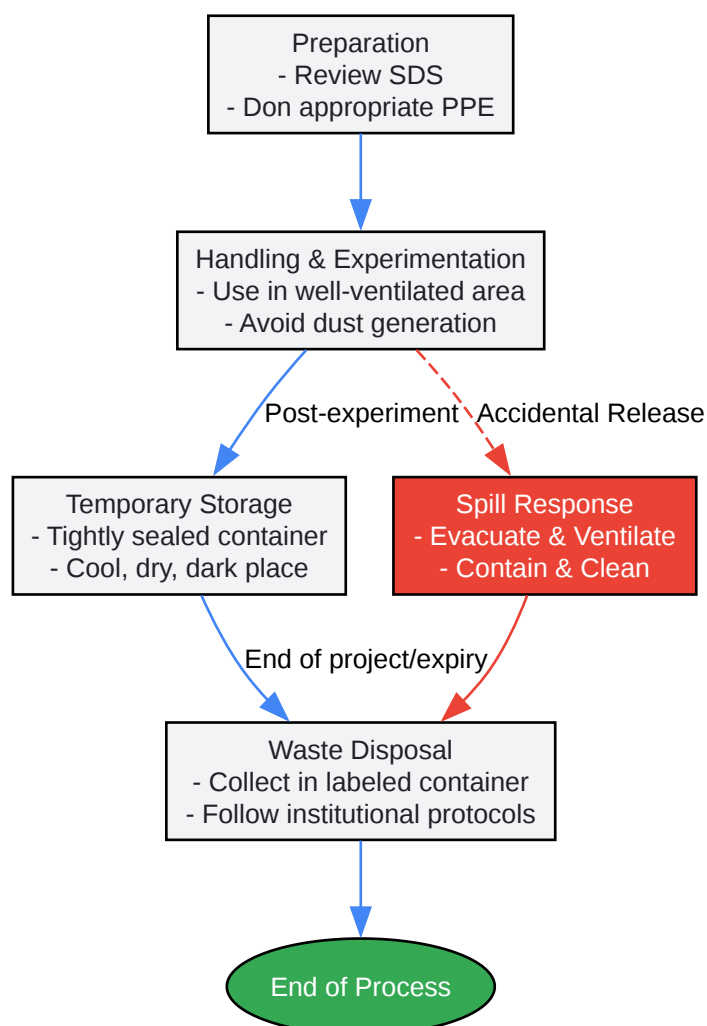 Preparation
- Review SDS
- Don appropriate PPE
Handling & Experimentation
- Use in well-ventilated area
- Avoid dust generation
Post-experiment
Accidental Release
Temporary Storage
- Tightly sealed container
- Cool, dry, dark place
Spill Response
- Evacuate & Ventilate
- Contain & Clean
End of project/expiry
Waste Disposal
- Collect in labeled container
- Follow institutional protocols
End of Process